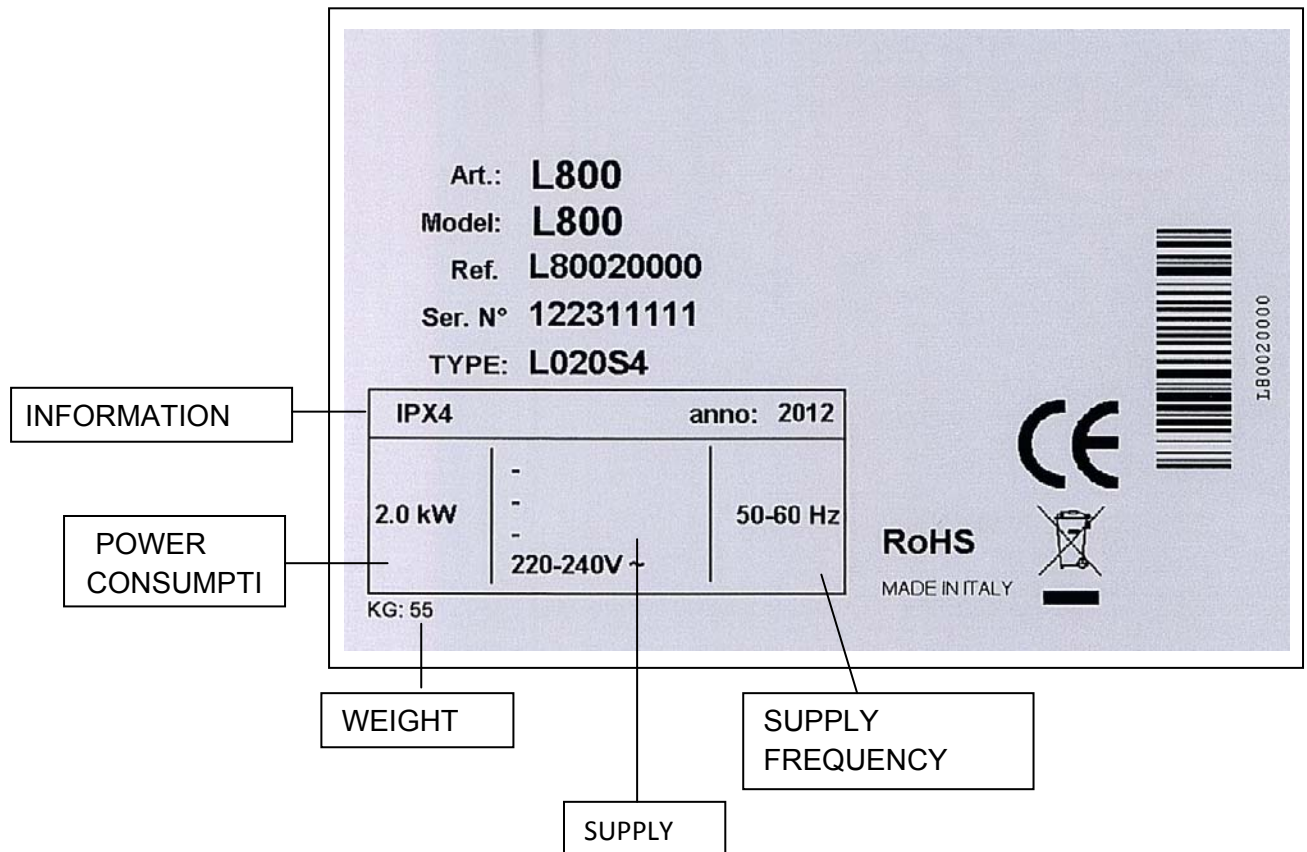 Art.: L800
Model: L800
Ref. L80020000
Ser. N° 122311111
TYPE: L020S4
INFORMATION
IPX4 anno: 2012
-
-
-
2.0 kW 220-240V ~ 50-60 Hz
POWER
CONSUMPTI
KG: 55
CE
RoHS
MADE IN ITALY
L80020000
WEIGHT
SUPPLY
FREQUENCY
SUPPLY